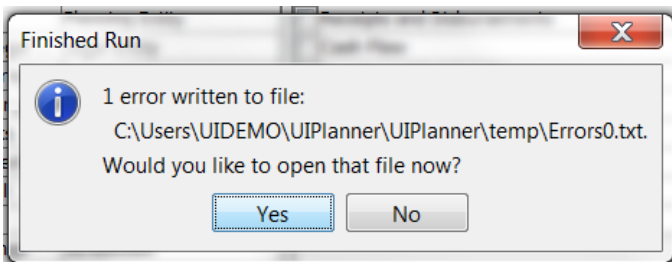 Finished Run
1 error written to file:
C:\Users\UIDEMO\UIPlanner\UIPlanner\temp\Errors0.txt.
Would you like to open that file now?
Yes
No